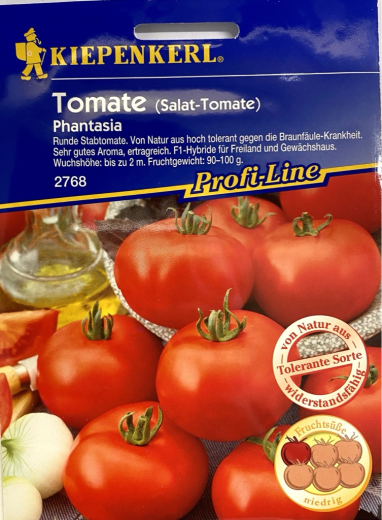 KIEPENKERL®
Tomate (Salat-Tomate)
Phantasia
Runde Stabtomate. Von Natur aus hoch tolerant gegen die Braunfäule-Krankheit.
Sehr gutes Aroma, ertragreich. F1-Hybride für Freiland und Gewächshaus.
Wuchshöhe: bis zu 2 m. Fruchtgewicht: 90–100 g.
2768
Profi-Line
von Natur aus
Tolerante Sorte
widerstandsfähig
Fruchtsüße
niedrig